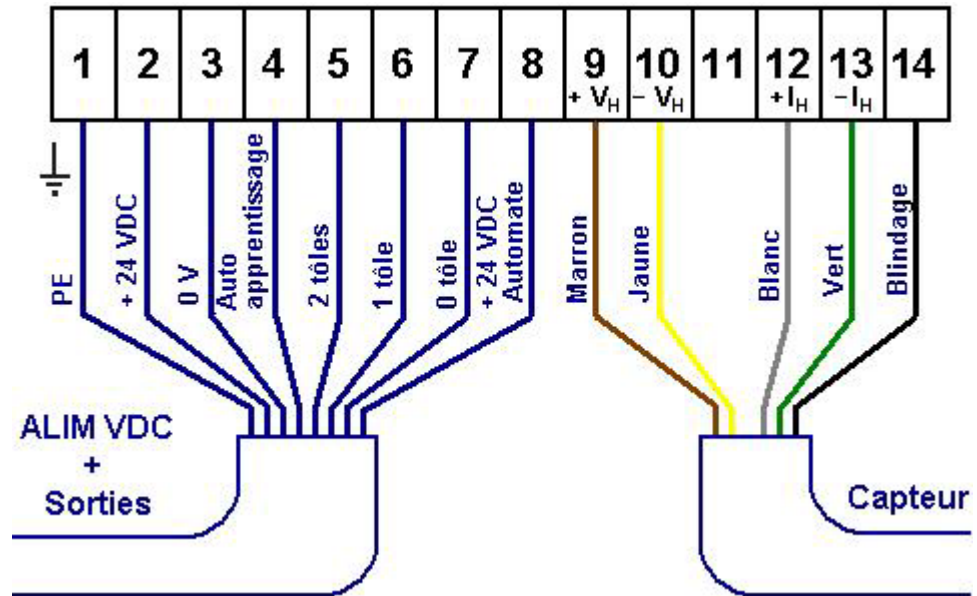 1 2 3 4 5 6 7 8 9 10 11 12 13 14
+ VH - VH +IH -IH
PE
+ 24 VDC
0 V
Auto
apprentissage
2 tôles
1 tôle
0 tôle
+ 24 VDC
Automate
Marron
Jaune
Blanc
Vert
Blindage
ALIM VDC
+
Sorties
Capteur